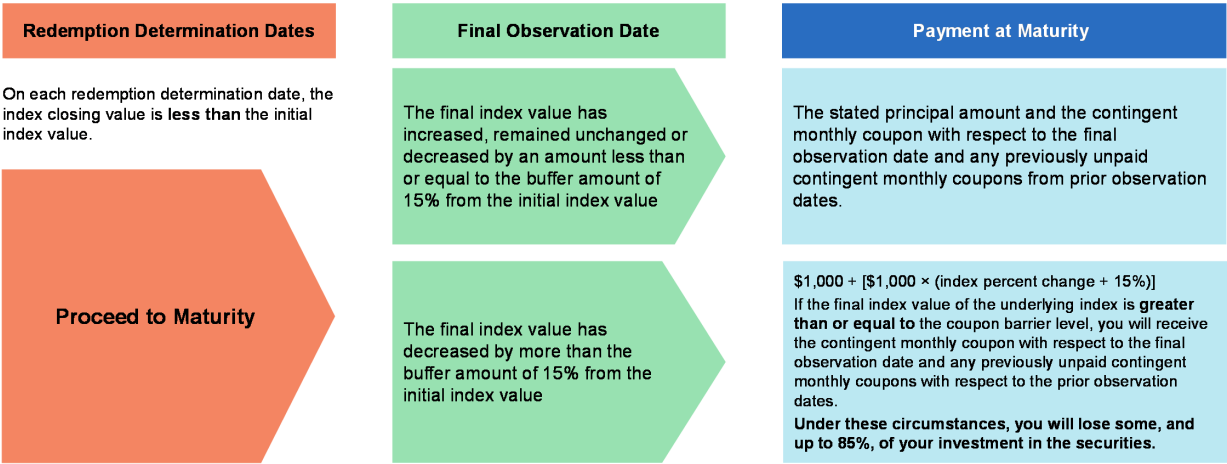 Redemption Determination Dates
Final Observation Date
Payment at Maturity
On each redemption determination date, the
index closing value is less than the initial
index value.
Proceed to Maturity
The final index value has
increased, remained unchanged or
decreased by an amount less than
or equal to the buffer amount of
15% from the initial index value
The stated principal amount and the contingent
monthly coupon with respect to the final
observation date and any previously unpaid
contingent monthly coupons from prior observation
dates.
The final index value has
decreased by more than the
buffer amount of 15% from the
initial index value
$1,000 + [$1,000 × (index percent change + 15%)]
If the final index value of the underlying index is greater
than or equal to the coupon barrier level, you will receive
the contingent monthly coupon with respect to the final
observation date and any previously unpaid contingent
monthly coupons with respect to the prior observation
dates.
Under these circumstances, you will lose some, and
up to 85%, of your investment in the securities.